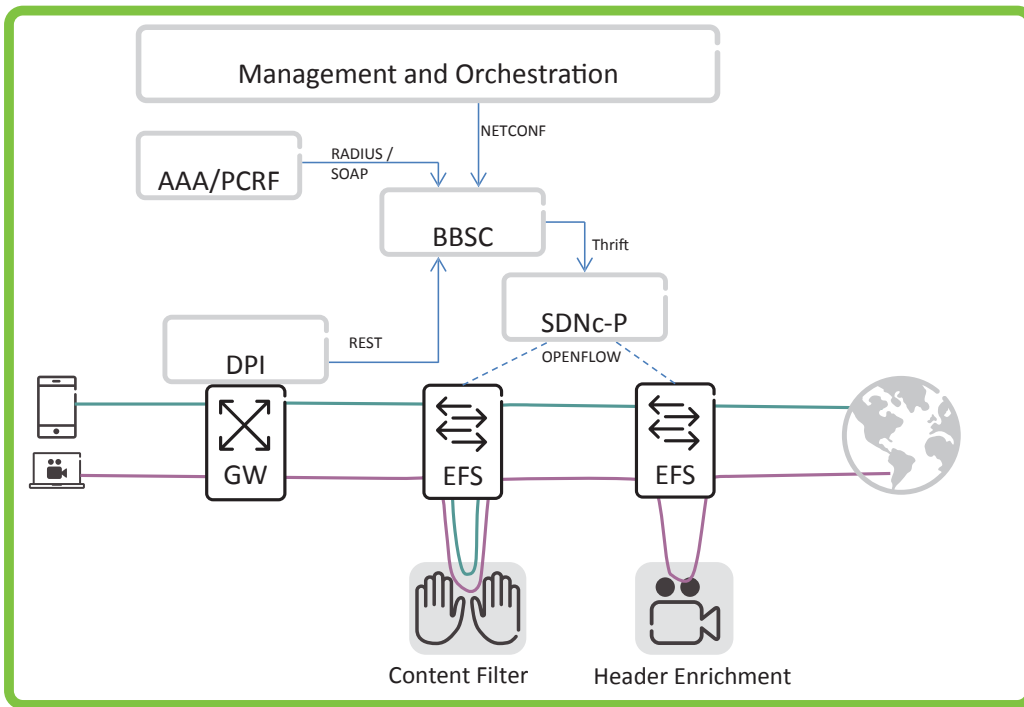 Management and Orchestration
NETCONF
RADIUS /
SOAP
AAA/PCRF
BBSC
Thrift
SDNc-P
OPENFLOW
REST
DPI
GW
EFS
EFS
Content Filter
Header Enrichment